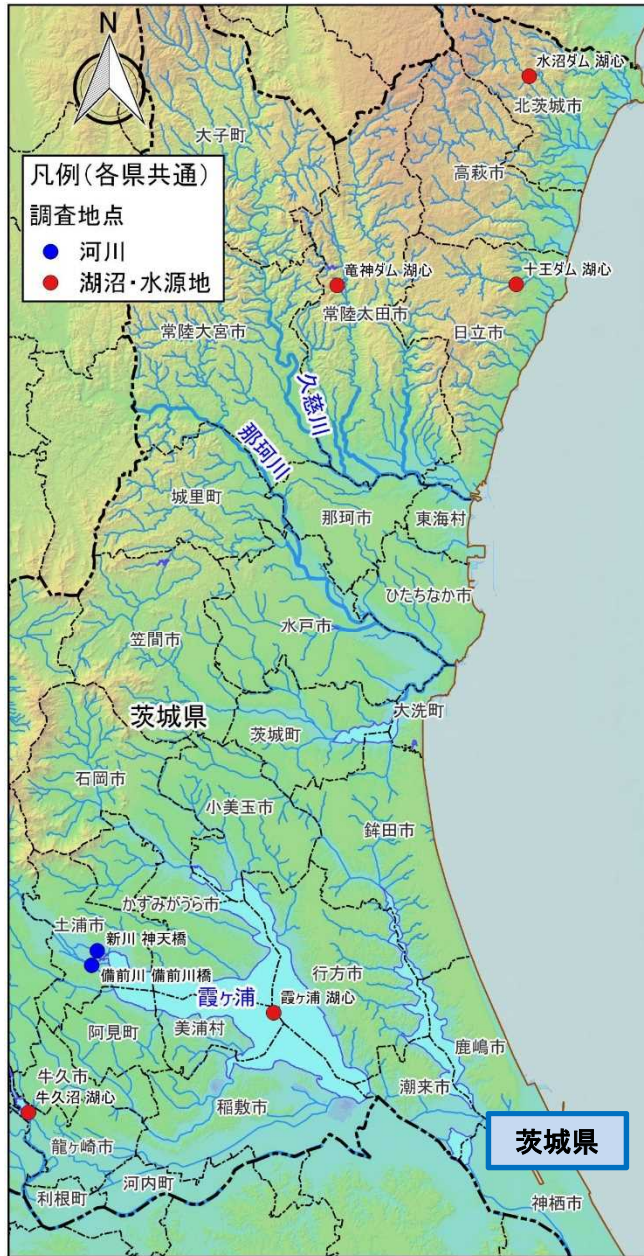 N
水沼ダム 湖心
北茨城市
大子町
高萩市
凡例(各県共通)
調査地点
河川
湖沼・水源地
竜神ダム 湖心
十王ダム 湖心
常陸太田市
常陸大宮市
日立市
久慈川
那珂川
城里町
那珂市
東海村
ひたちなか市
水戸市
笠間市
茨城県
大洗町
茨城町
石岡市
小美玉市
鉾田市
かすみがうら市
土浦市
新川 神天橋
備前川 備前川橋
行方市
霞ヶ浦
霞ヶ浦 湖心
阿見町
美浦村
鹿嶋市
潮来市
牛久市
牛久沼 湖心
稲敷市
茨城県
龍ヶ崎市
河内町
利根町
神栖市